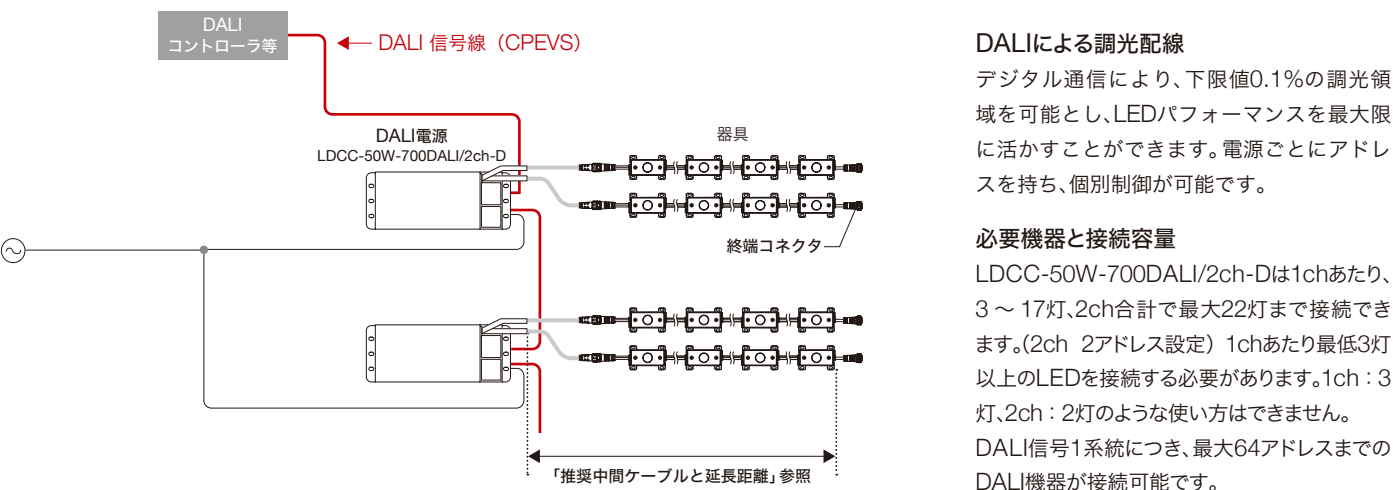 DALI
コントローラ等
DALI 信号線（CPEVS）
DALI電源
LDCC-50W-700DALI/2ch-D
器具
終端コネクタ
「推奨中間ケーブルと延長距離」参照
DALIによる調光配線
デジタル通信により、下限値0.1%の調光領
域を可能とし、LEDパフォーマンスを最大限
に活かすことができます。電源ごとにアドレ
スを持ち、個別制御が可能です。
必要機器と接続容量
LDCC-50W-700DALI/2ch-Dは1chあたり、
3 ～ 17灯、2ch合計で最大22灯まで接続でき
ます。(2ch 2アドレス設定) 1chあたり最低3灯
以上のLEDを接続する必要があります。1ch：3
灯、2ch：2灯のような使い方はできません。
DALI信号1系統につき、最大64アドレスまでの
DALI機器が接続可能です。